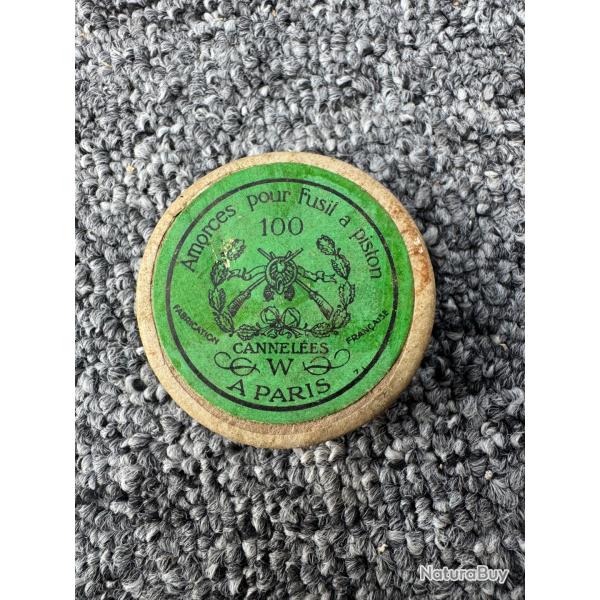 Amorces pour fusil a piston
100
FABRICATION
FRANÇAISE
CANNELÉES
W
A PARIS
NaturaBuy